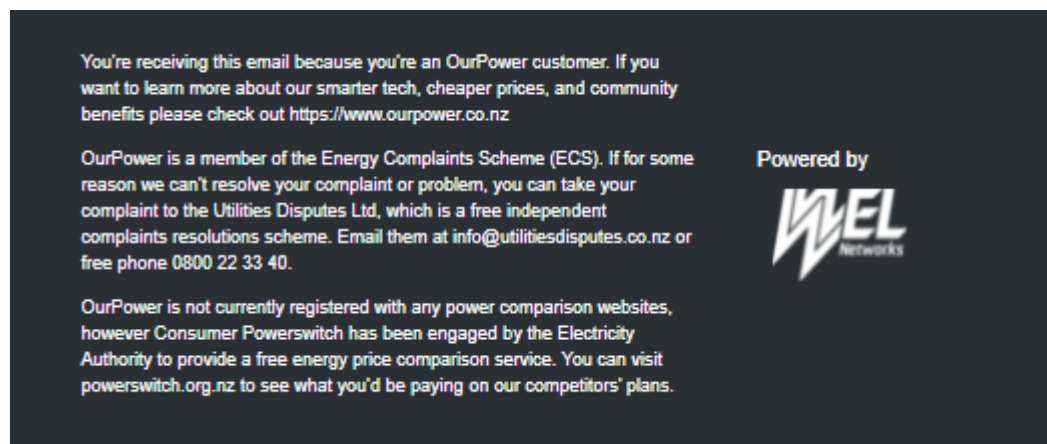 You're receiving this email because you're an OurPower customer. If you
want to learn more about our smarter tech, cheaper prices, and community
benefits please check out https://www.ourpower.co.nz
OurPower is a member of the Energy Complaints Scheme (ECS). If for some
reason we can't resolve your complaint or problem, you can take your
complaint to the Utilities Disputes Ltd, which is a free independent
complaints resolutions scheme. Email them at info@utilitiesdisputes.co.nz or
free phone 0800 22 33 40.
OurPower is not currently registered with any power comparison websites,
however Consumer Powerswitch has been engaged by the Electricity
Authority to provide a free energy price comparison service. You can visit
powerswitch.org.nz to see what you'd be paying on our competitors' plans.
Powered by
WEL
Networks